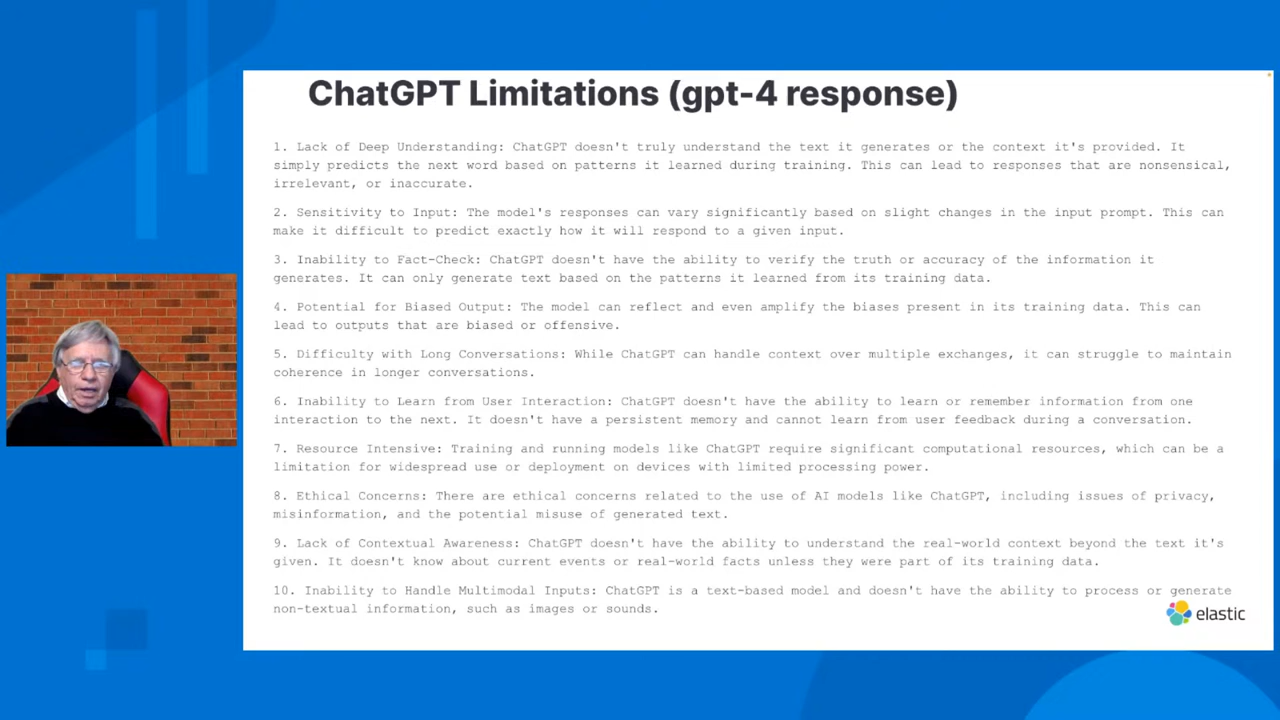 ChatGPT Limitations (gpt-4 response)
1. Lack of Deep Understanding: ChatGPT doesn't truly understand the text it generates or the context it's provided. It
simply predicts the next word based on patterns it learned during training. This can lead to responses that are nonsensical,
irrelevant, or inaccurate.
2. Sensitivity to Input: The model's responses can vary significantly based on slight changes in the input prompt. This can
make it difficult to predict exactly how it will respond to a given input.
3. Inability to Fact-Check: ChatGPT doesn't have the ability to verify the truth or accuracy of the information it
generates. It can only generate text based on the patterns it learned from its training data.
4. Potential for Biased Output: The model can reflect and even amplify the biases present in its training data. This can
lead to outputs that are biased or offensive.
5. Difficulty with Long Conversations: While ChatGPT can handle context over multiple exchanges, it can struggle to maintain
coherence in longer conversations.
6. Inability to Learn from User Interaction: ChatGPT doesn't have the ability to learn or remember information from one
interaction to the next. It doesn't have a persistent memory and cannot learn from user feedback during a conversation.
7. Resource Intensive: Training and running models like ChatGPT require significant computational resources, which can be a
limitation for widespread use or deployment on devices with limited processing power.
8. Ethical Concerns: There are ethical concerns related to the use of AI models like ChatGPT, including issues of privacy,
misinformation, and the potential misuse of generated text.
9. Lack of Contextual Awareness: ChatGPT doesn't have the ability to understand the real-world context beyond the text it's
given. It doesn't know about current events or real-world facts unless they were part of its training data.
10. Inability to Handle Multimodal Inputs: ChatGPT is a text-based model and doesn't have the ability to process or generate
non-textual information, such as images or sounds.
elastic